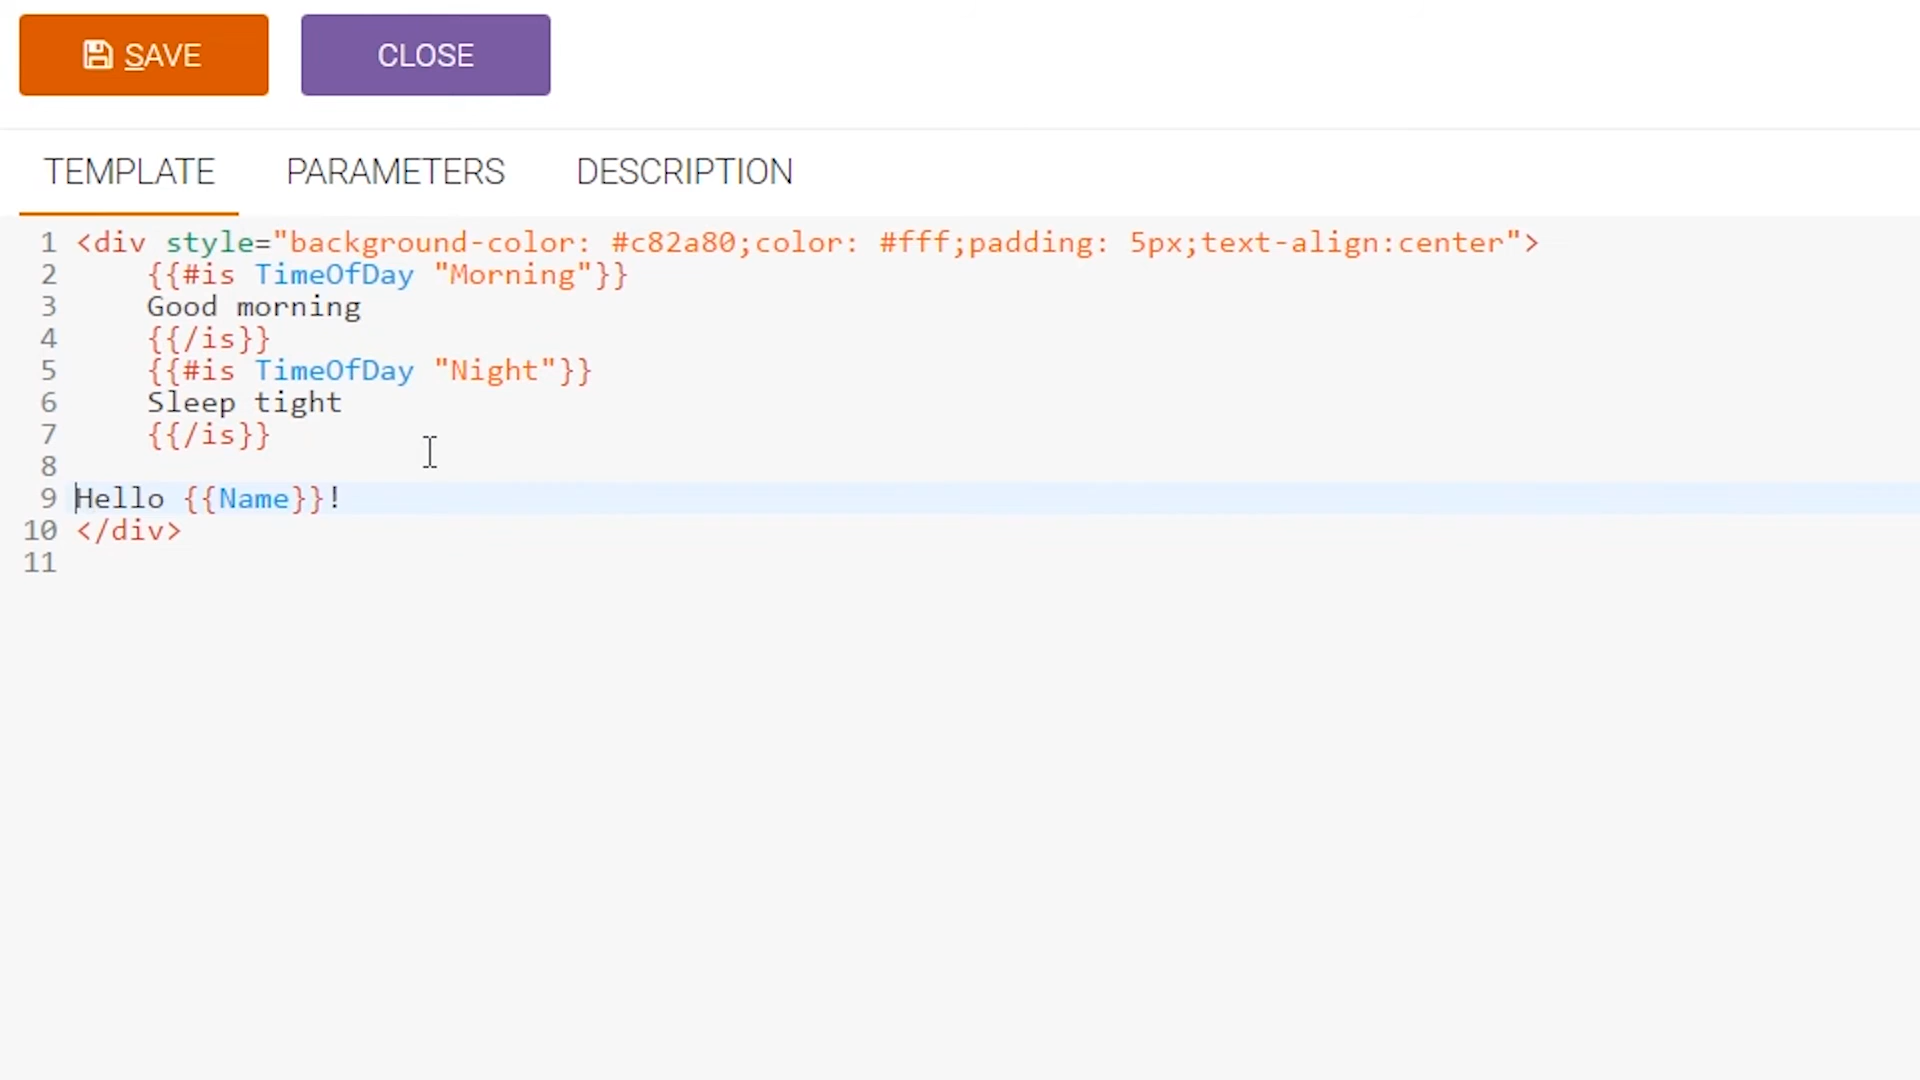 SAVE CLOSE
TEMPLATE PARAMETERS DESCRIPTION
1 <div style="background-color: #c82a80;color: #fff;padding: 5px;text-align:center">
2     {{#is TimeOfDay "Morning"}}
3     Good morning
4     {{/is}}
5     {{#is TimeOfDay "Night"}}
6     Sleep tight
7     {{/is}}
8
9 Hello {{Name}}!
10 </div>
11